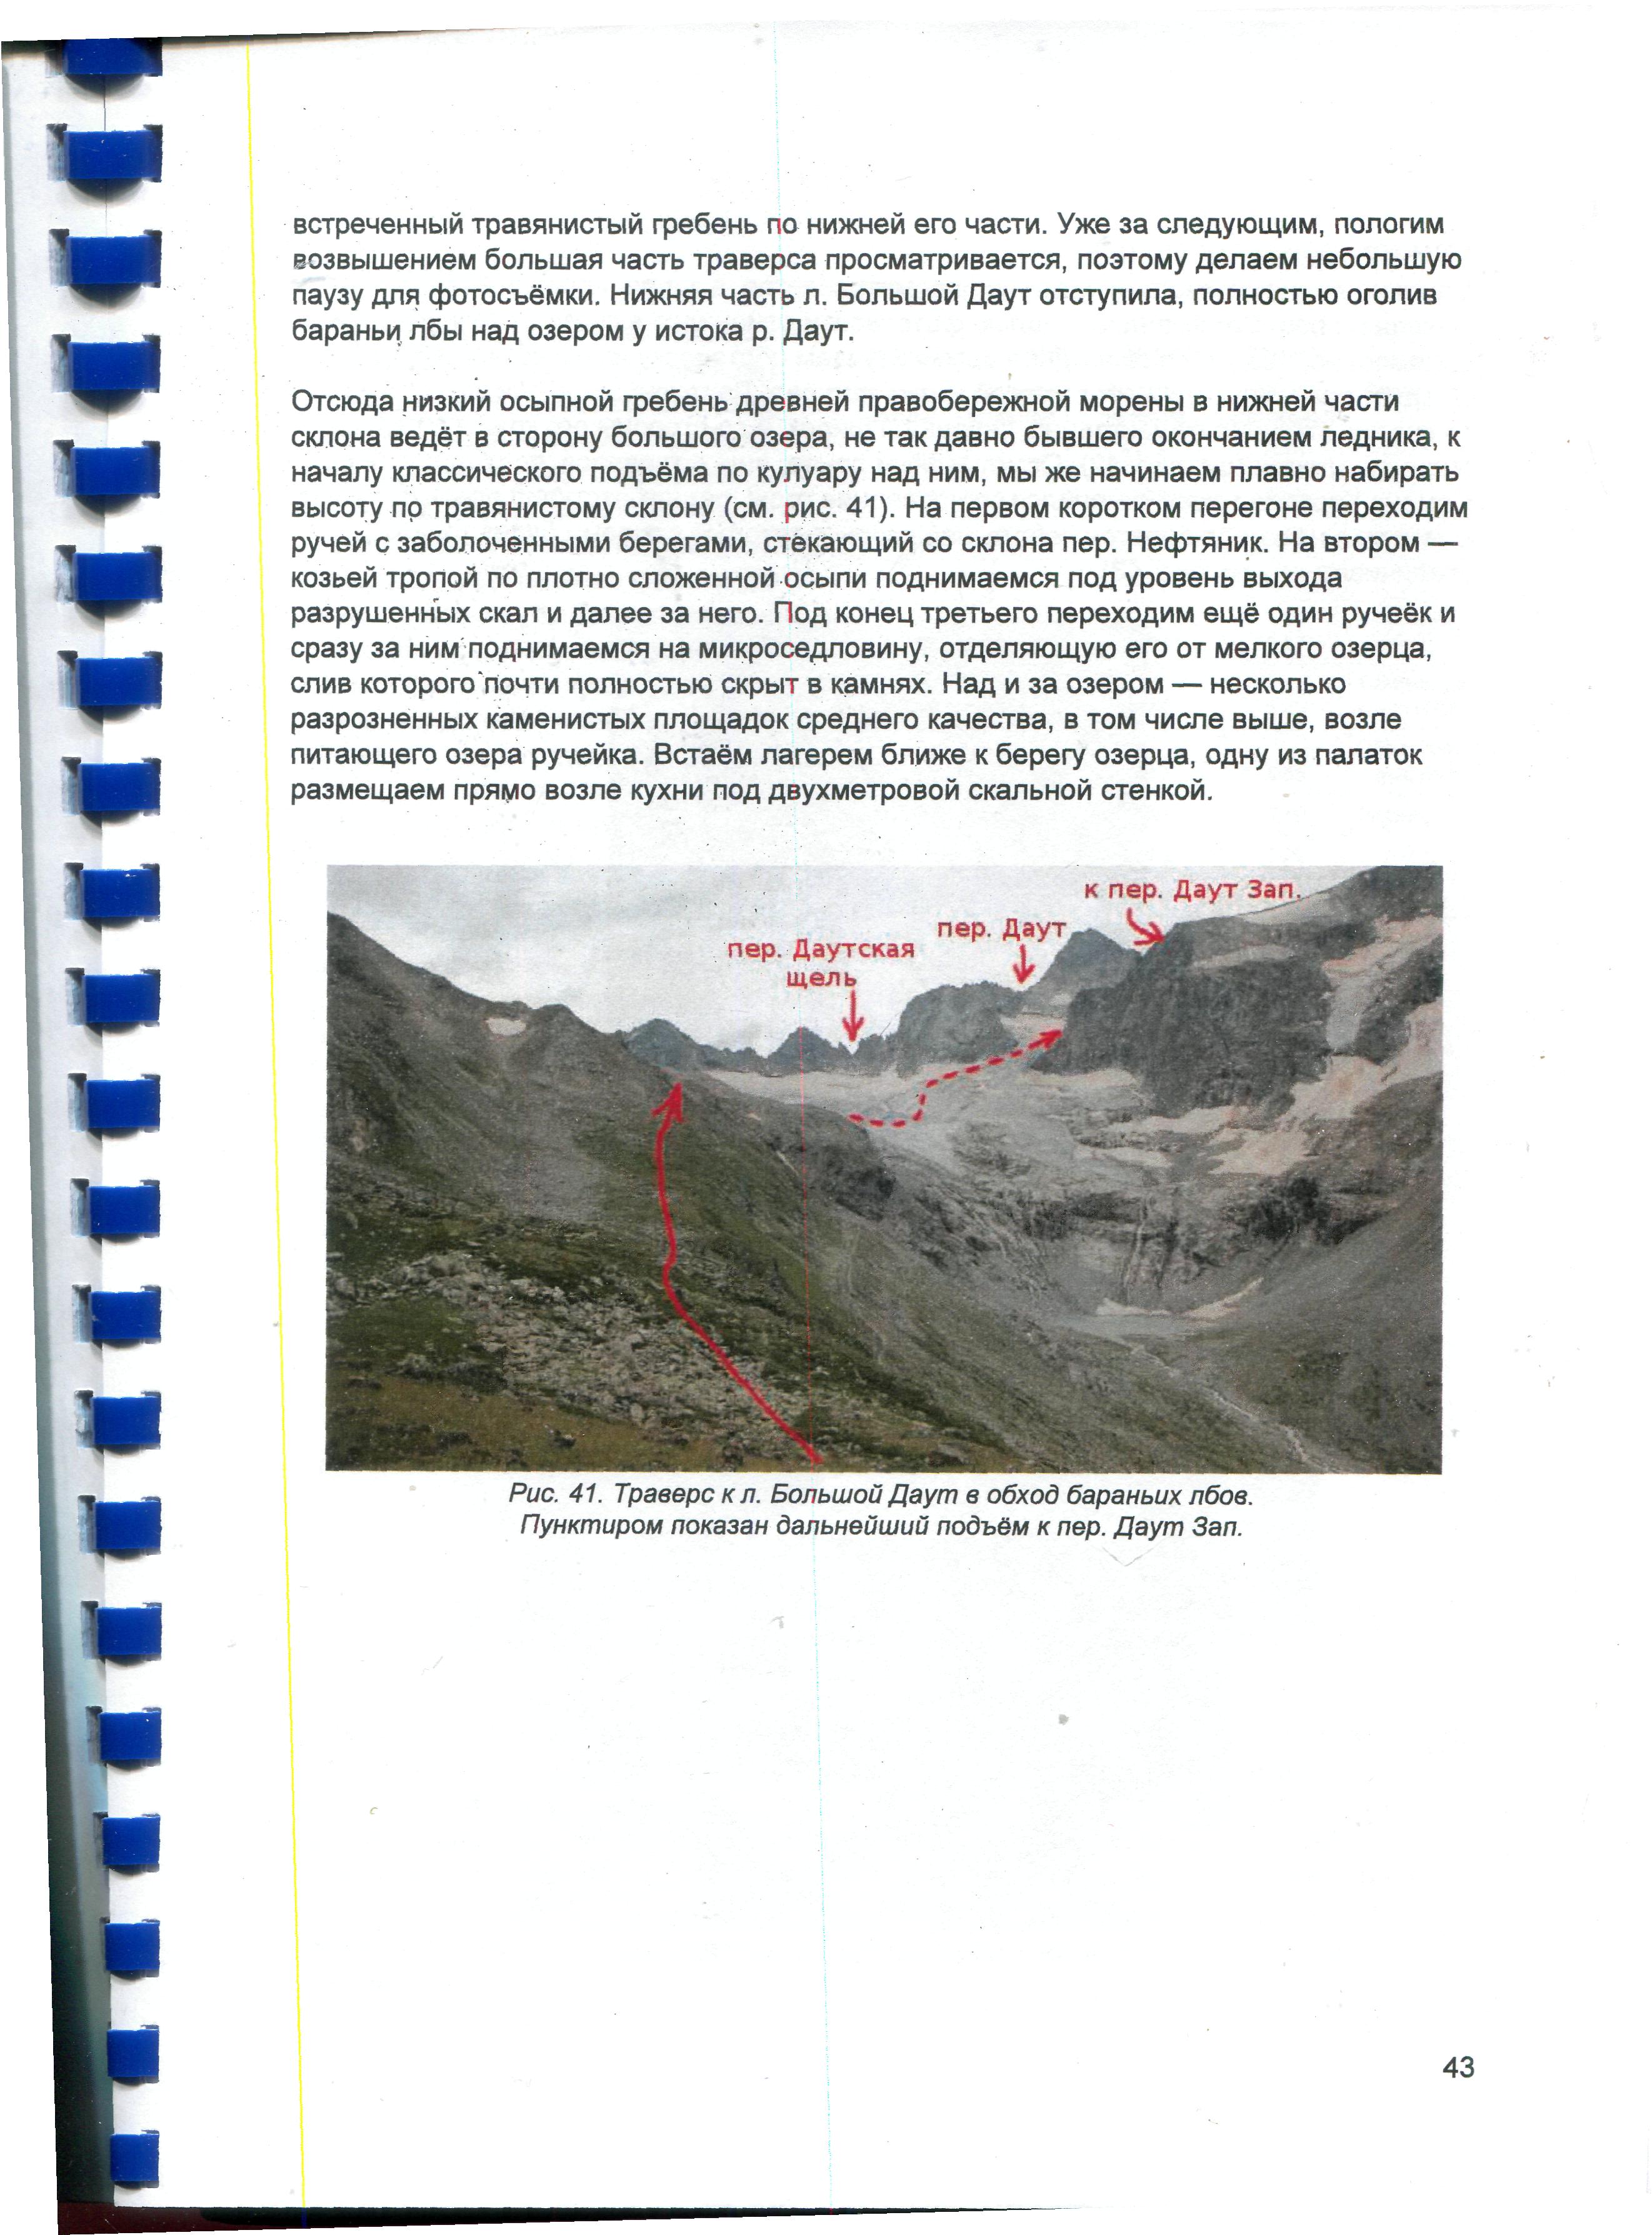 встреченный травянистый гребень по нижней его части. Уже за следующим, пологим
возвышением большая часть траверса просматривается, поэтому делаем небольшую
паузу для фотосъёмки. Нижняя часть л. Большой Даут отступила, полностью оголив
бараньи лбы над озером у истока р. Даут.
Отсюда низкий осыпной гребень древней правобережной морены в нижней части
склона ведёт в сторону большого озера, не так давно бывшего окончанием ледника, к
началу классического подъёма по кулуару над ним, мы же начинаем плавно набирать
высоту по травянистому склону (см. рис. 41). На первом коротком перегоне переходим
ручей с заболоченными берегами, стекающий со склона пер. Нефтяник. На втором —
козьей тропой по плотно сложенной осыпи поднимаемся под уровень выхода
разрушенных скал и далее за него. Под конец третьего переходим ещё один ручеёк и
сразу за ним поднимаемся на микроседловину, отделяющую его от мелкого озерца,
слив которого почти полностью скрыт в камнях. Над и за озером — несколько
разрозненных каменистых площадок среднего качества, в том числе выше, возле
питающего озера ручейка. Встаём лагерем ближе к берегу озерца, одну из палаток
размещаем прямо возле кухни под двухметровой скальной стенкой.
к пер. Даут Зап.
пер. Даут
пер. Даутская
щель
Рис. 41. Траверс к л. Большой Даут в обход бараньих лбов.
Пунктиром показан дальнейший подъём к пер. Даут Зап.
43